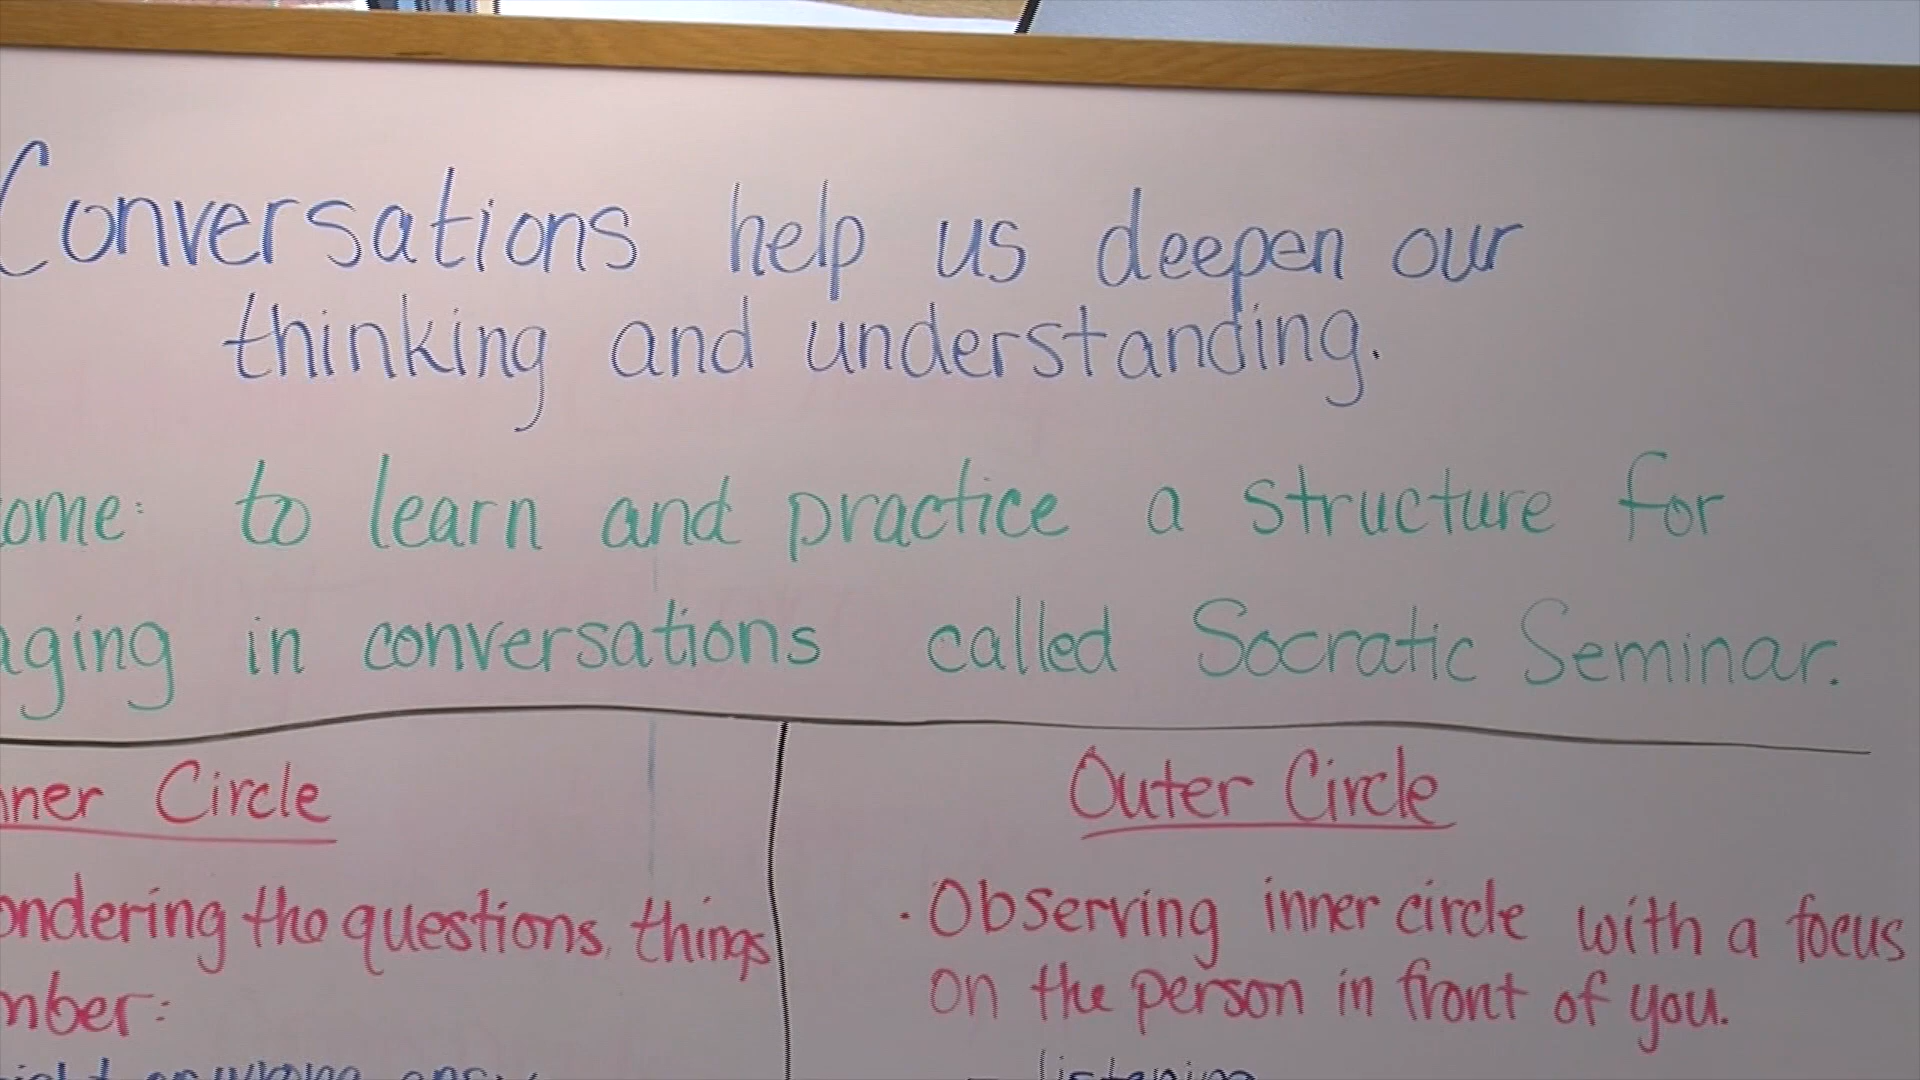 Conversations help us deepen our
thinking and understanding.
ome: to learn and practice a structure for
aging in conversations called Socratic Seminar.
nner Circle
ondering the questions, things
mber:
Outer Circle
· Observing inner circle with a focus
on the person in front of you.
- listening